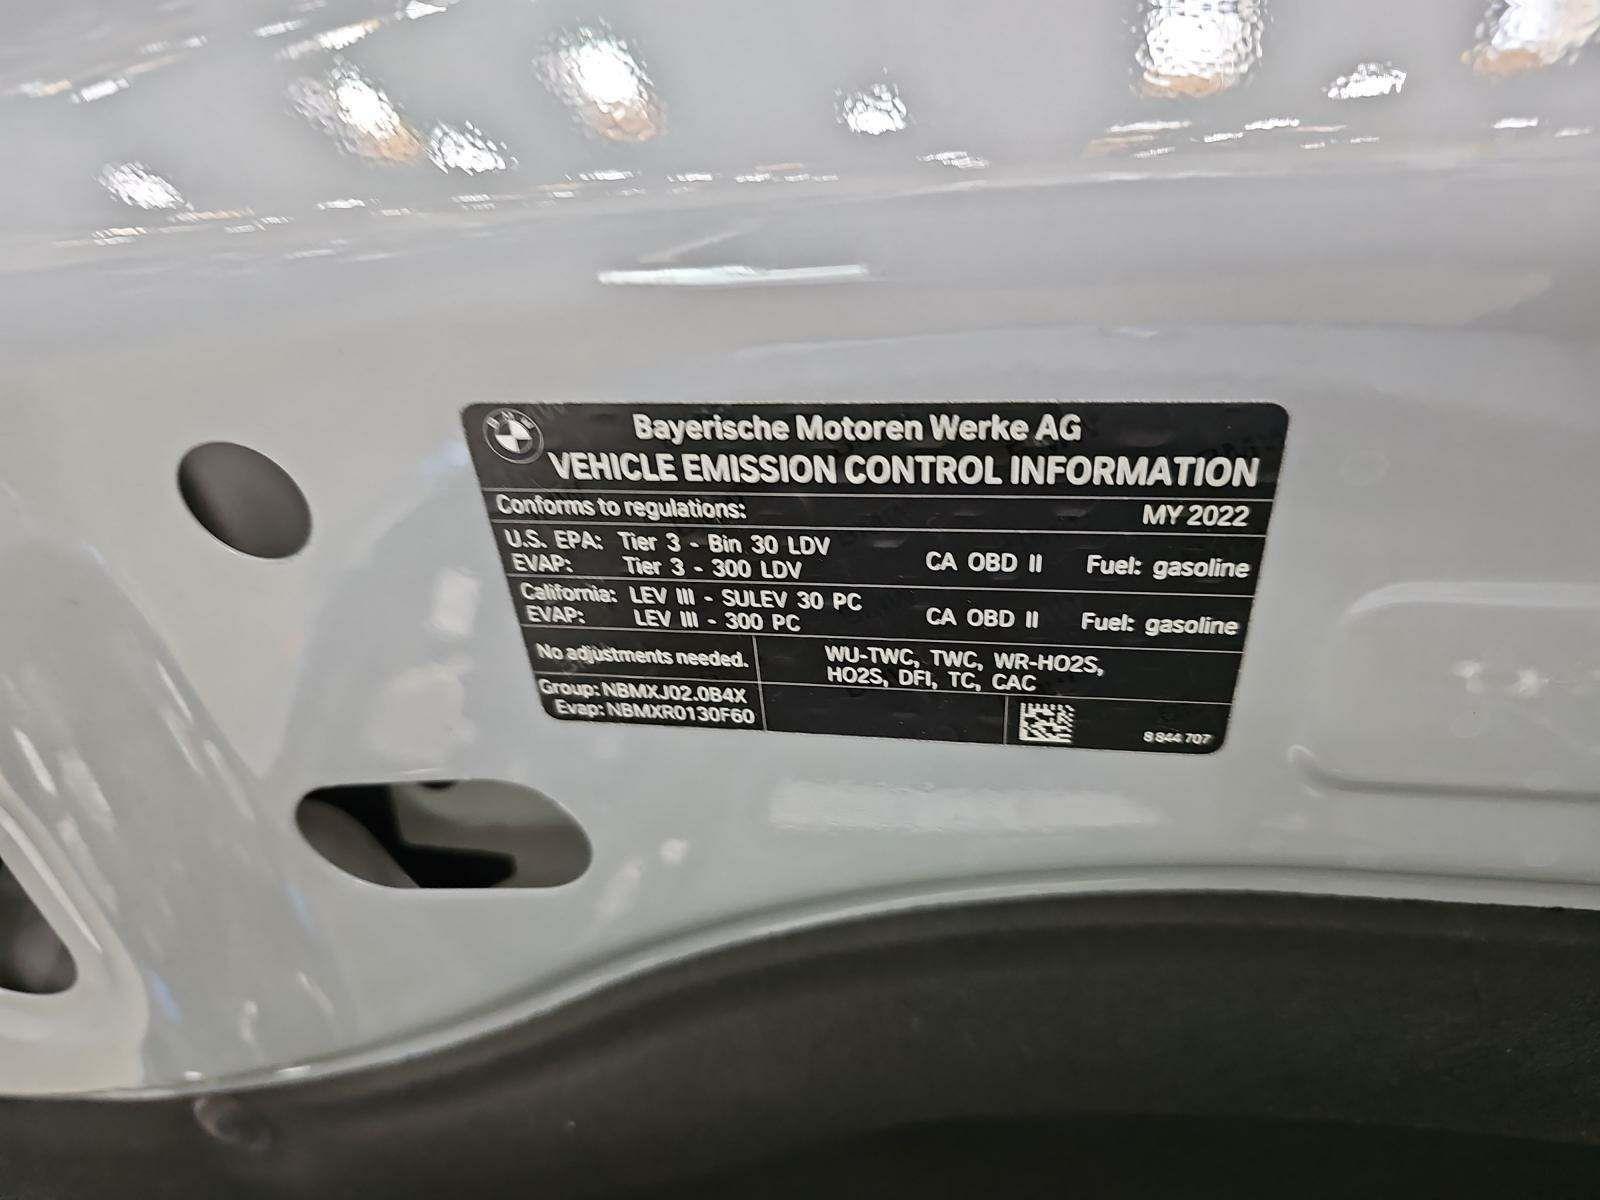 Bayerische Motoren Werke AG
VEHICLE EMISSION CONTROL INFORMATION
Conforms to regulations: MY 2022
U.S. EPA: Tier 3 - Bin 30 LDV
EVAP: Tier 3 - 300 LDV
CA OBD II Fuel: gasoline
California: LEV III - SULEV 30 PC
EVAP: LEV III - 300 PC
CA OBD II Fuel: gasoline
No adjustments needed.
WU-TWC, TWC, WR-HO2S,
HO2S, DFI, TC, CAC
Group: NBMXJ02.0B4X
Evap: NBMXR0130F60
8 844 707